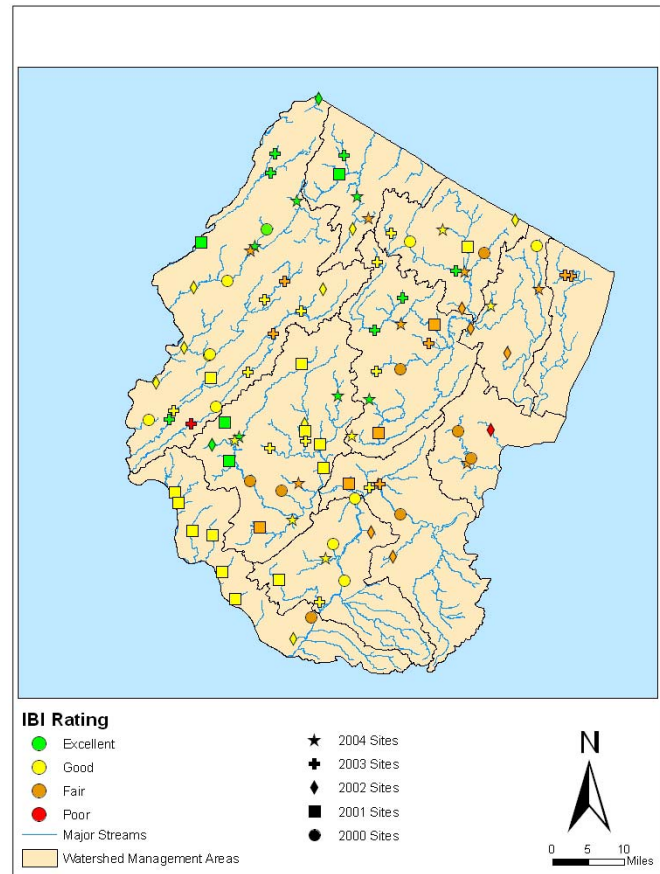 IBI Rating
Excellent
Good
Fair
Poor
Major Streams
Watershed Management Areas
2004 Sites
2003 Sites
2002 Sites
2001 Sites
2000 Sites
N
0 5 10
Miles